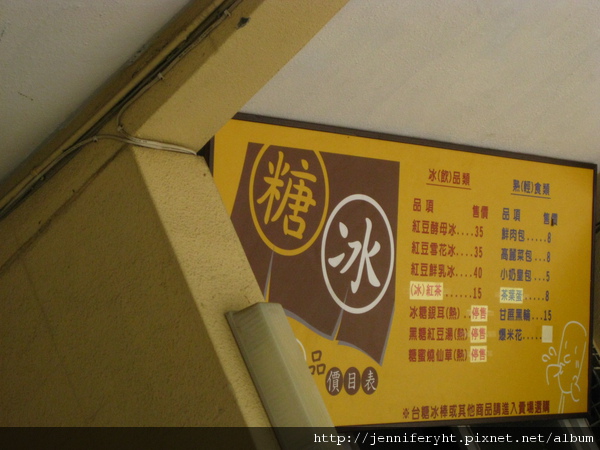 糖
冰
品
價目表
冰(飲)品類
品項 售價
紅豆酵母冰....35
紅豆雪花冰....35
紅豆鮮乳冰....40
(冰)紅茶......15
冰糖銀耳(熱)..停售
黑糖紅豆湯(熱)停售
糖蜜燒仙草(熱)停售
熱(輕)食類
品項 售價
鮮肉包.....8
高麗菜包..8
小奶皇包..5
茶葉蛋.....8
甘蔗黑輪...15
爆米花.....
※台糖冰棒或其他商品請進入賣場選購
http://jenniferyht.pixnet.net/album